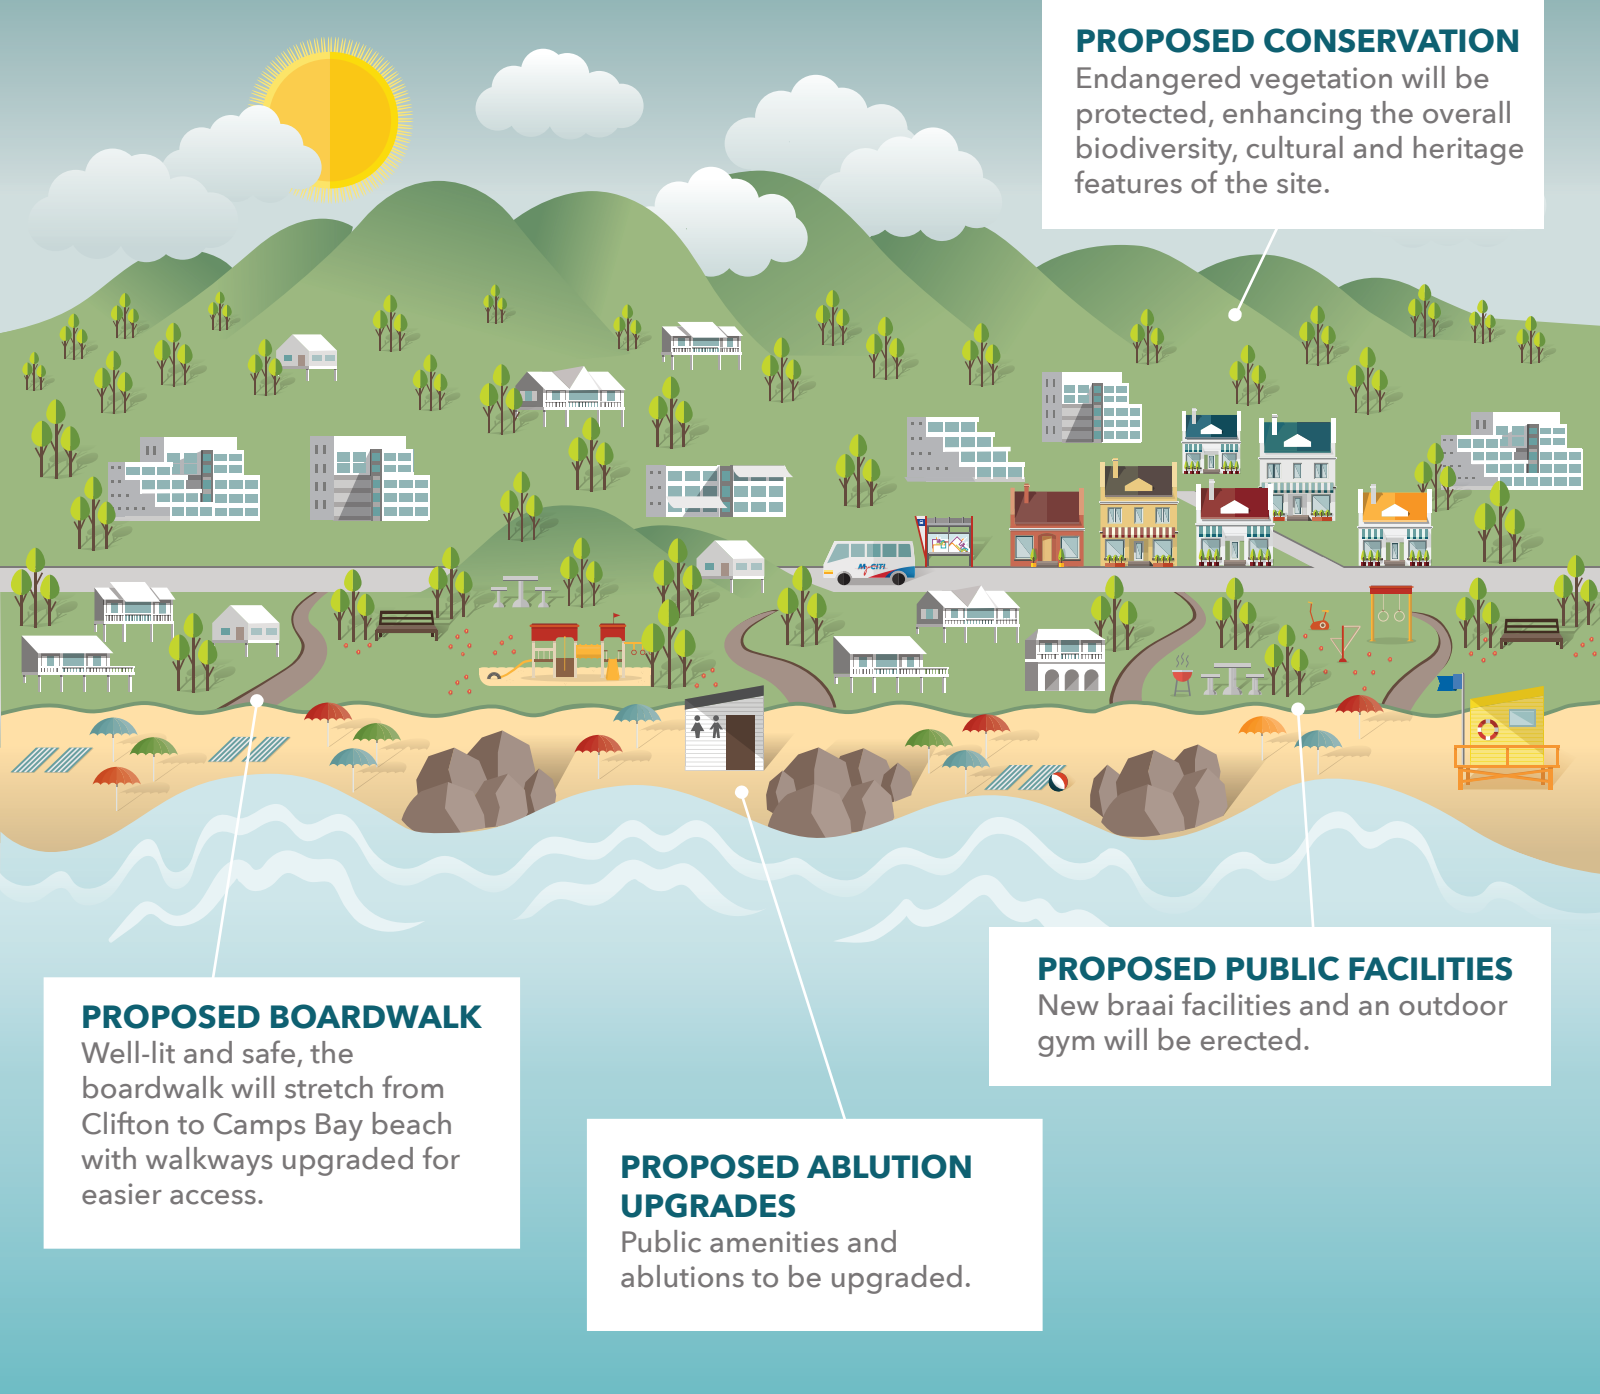 PROPOSED CONSERVATION
Endangered vegetation will be
protected, enhancing the overall
biodiversity, cultural and heritage
features of the site.
MyCiTi
PROPOSED PUBLIC FACILITIES
New braai facilities and an outdoor
gym will be erected.
PROPOSED BOARDWALK
Well-lit and safe, the
boardwalk will stretch from
Clifton to Camps Bay beach
with walkways upgraded for
easier access.
PROPOSED ABLUTION
UPGRADES
Public amenities and
ablutions to be upgraded.